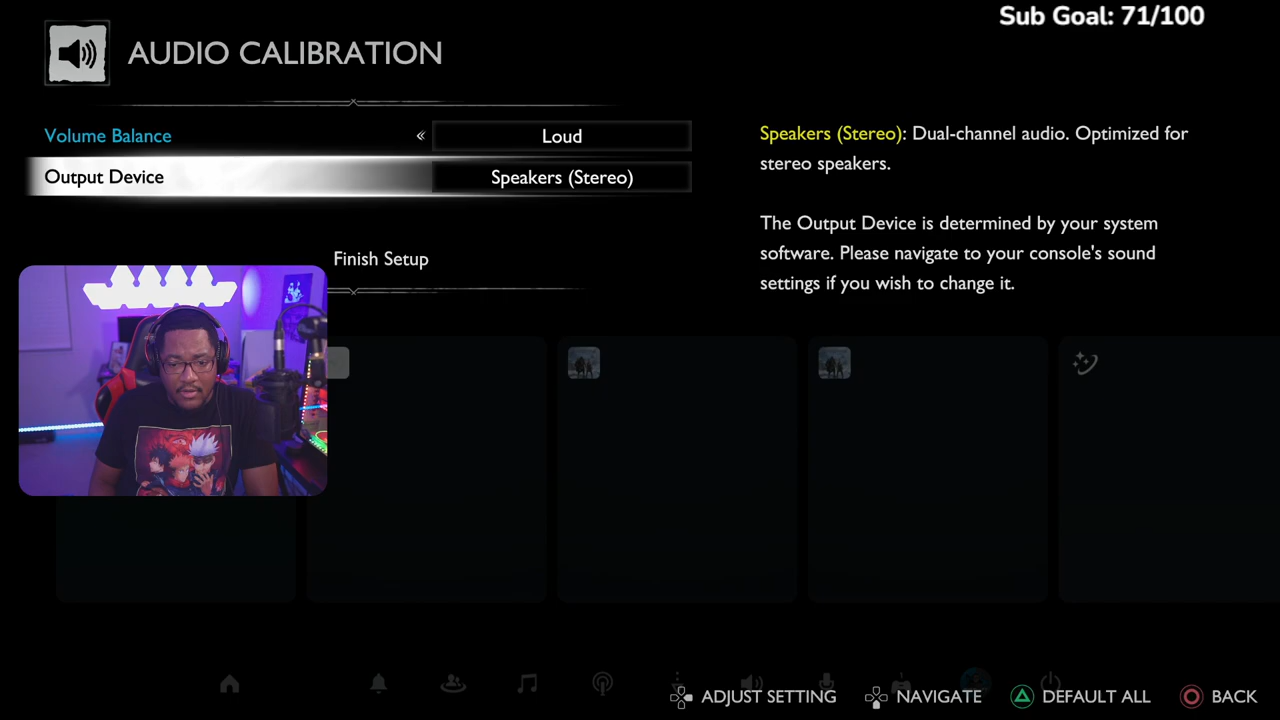 Sub Goal: 71/100
AUDIO CALIBRATION
Volume Balance
Loud
Output Device
Speakers (Stereo)
Finish Setup
Speakers (Stereo): Dual-channel audio. Optimized for
stereo speakers.
The Output Device is determined by your system
software. Please navigate to your console's sound
settings if you wish to change it.
ADJUST SETTING
NAVIGATE
DEFAULT ALL
BACK